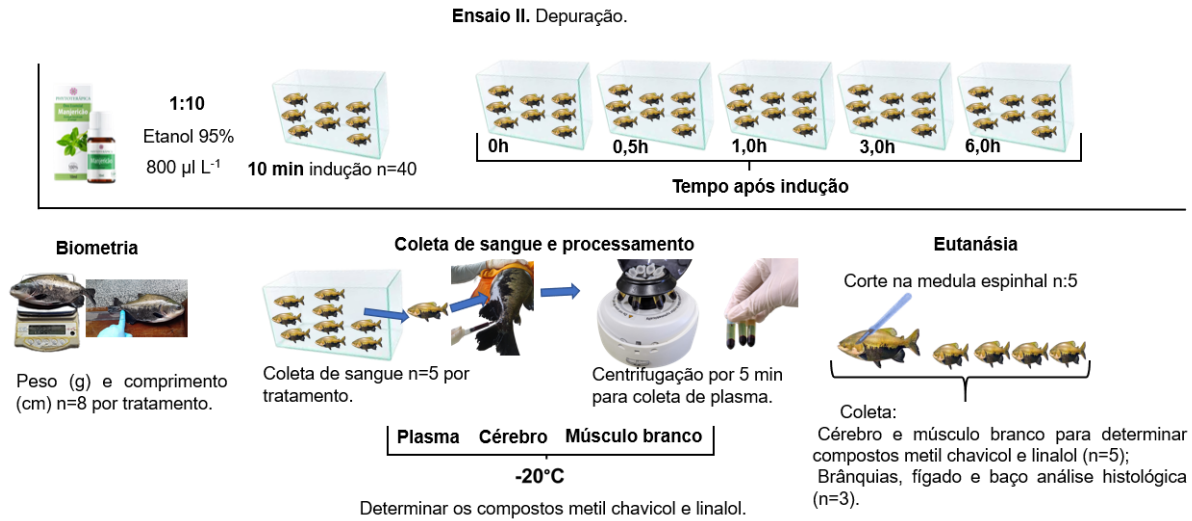 Ensaio II. Depuração.
Manjericão
1:10
Etanol 95%
800 µl L-1
10 min indução n=40
0h
0,5h
1,0h
3,0h
6,0h
Tempo após indução
Biometria
Peso (g) e comprimento
(cm) n=8 por tratamento.
Coleta de sangue e processamento
Coleta de sangue n=5 por
tratamento.
Centrifugação por 5 min
para coleta de plasma.
Plasma Cérebro Músculo branco
-20°C
Determinar os compostos metil chavicol e linalol.
Eutanásia
Corte na medula espinhal n:5
Coleta:
Cérebro e músculo branco para determinar
compostos metil chavicol e linalol (n=5);
Brânquias, fígado e baço análise histológica
(n=3).